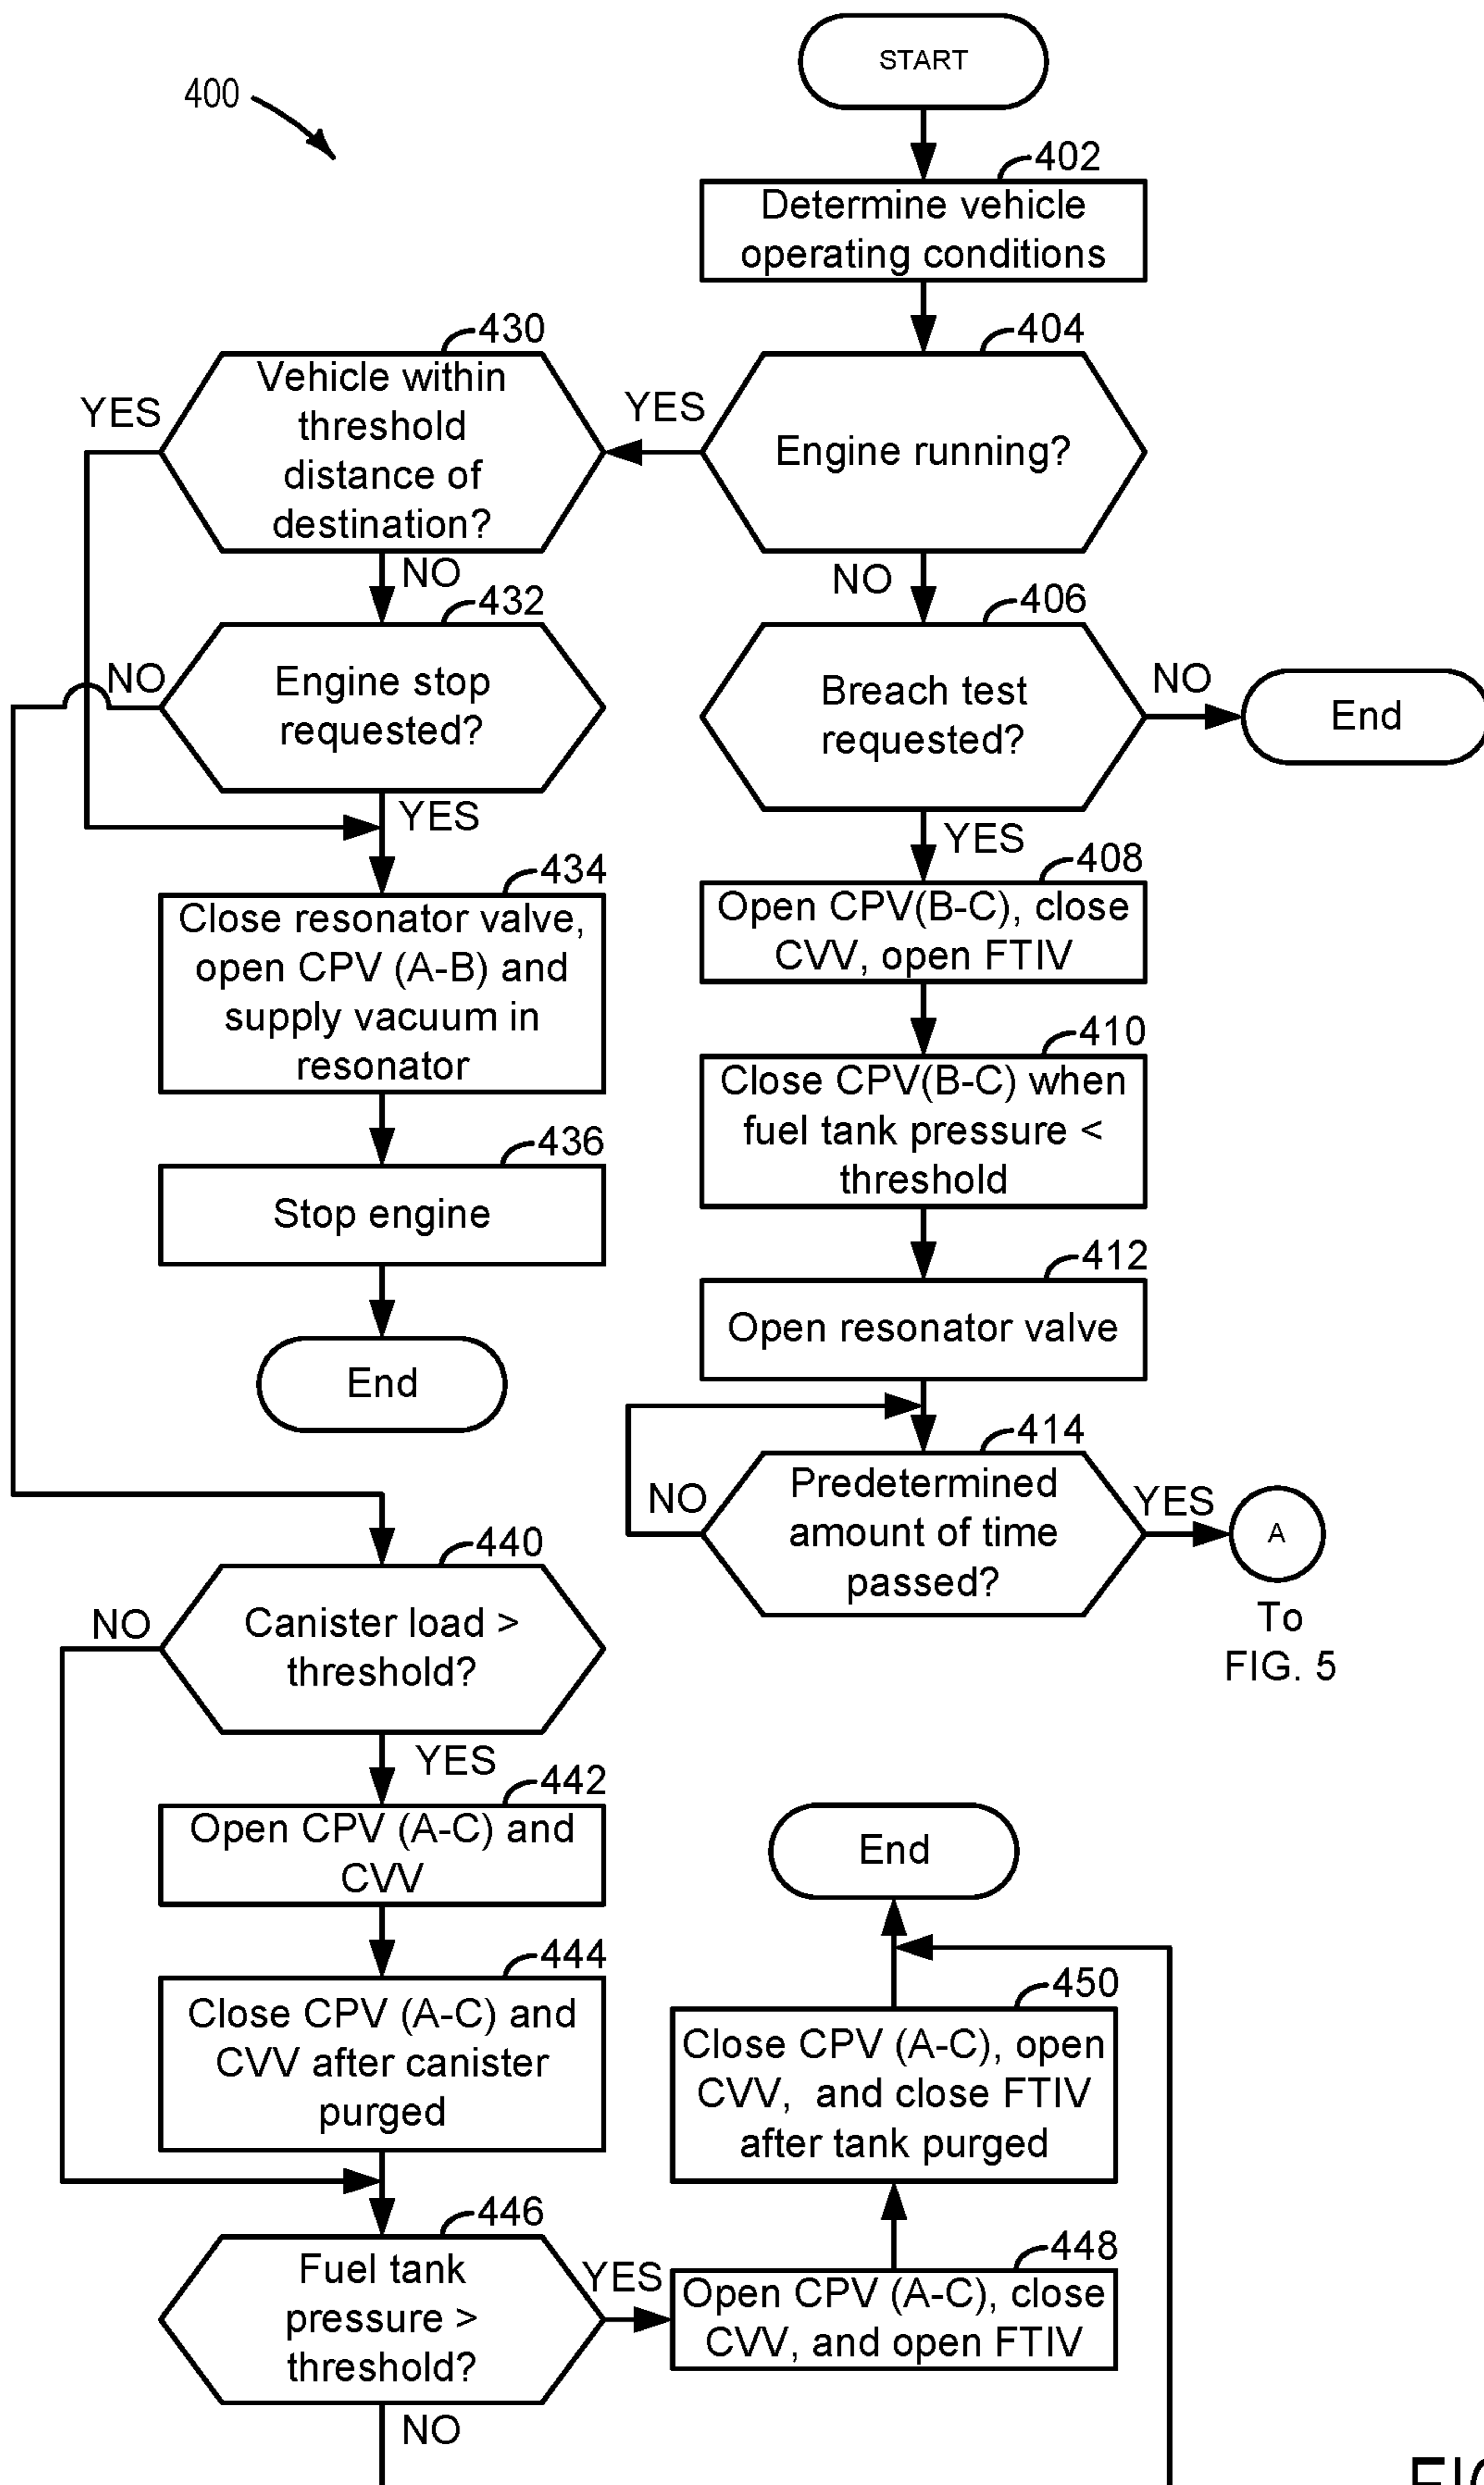 START
400
402
Determine vehicle
operating conditions
430
404
Vehicle within
threshold
distance of
destination?
YES
YES
Engine running?
NO
NO
432
406
Engine stop
requested?
NO
Breach test
requested?
NO
End
YES
YES
434
408
Close resonator valve,
open CPV (A-B) and
supply vacuum in
resonator
Open CPV(B-C), close
CVV, open FTIV
410
Close CPV(B-C) when
fuel tank pressure <
threshold
436
Stop engine
412
Open resonator valve
End
414
Predetermined
amount of time
passed?
NO
YES
A
To
FIG. 5
440
Canister load >
threshold?
NO
YES
442
Open CPV (A-C) and
CVV
End
444
Close CPV (A-C) and
CVV after canister
purged
450
Close CPV (A-C), open
CVV, and close FTIV
after tank purged
446
Fuel tank
pressure >
threshold?
YES
448
Open CPV (A-C), close
CVV, and open FTIV
NO